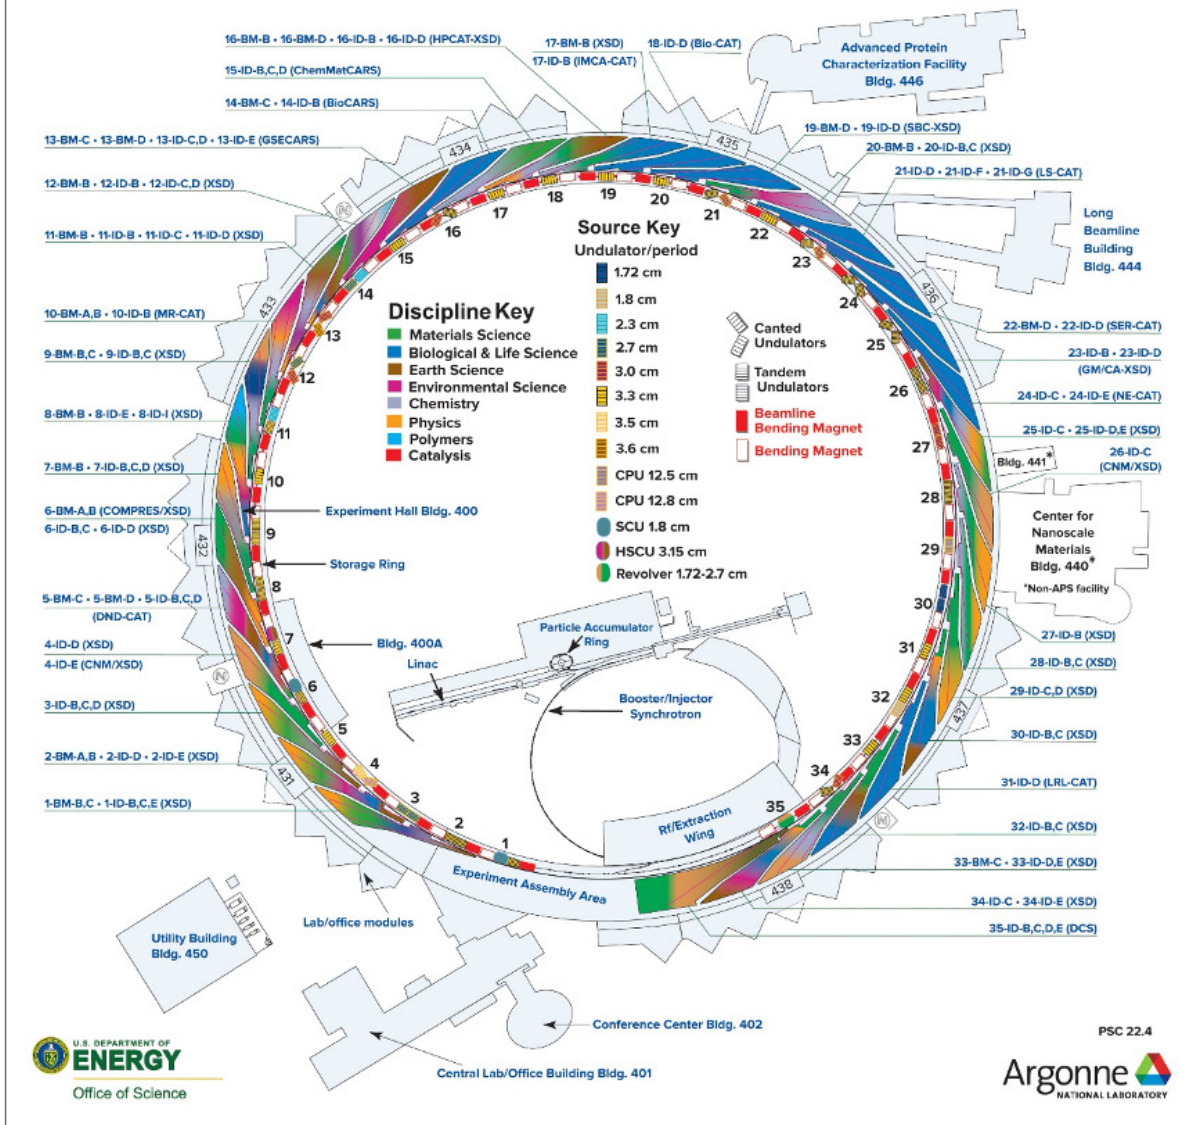 16-BM-B • 16-BM-D • 16-ID-B • 16-ID-D (HPCAT-XSD)
17-BM-B (XSD)
17-ID-B (IMCA-CAT)
18-ID-D (Bio-CAT)
Advanced Protein
Characterization Facility
Bldg. 446
15-ID-B,C,D (ChemMatCARS)
14-BM-C • 14-ID-B (BioCARS)
13-BM-C • 13-BM-D • 13-ID-C,D • 13-ID-E (GSECARS)
19-BM-D • 19-ID-D (SBC-XSD)
20-BM-B • 20-ID-B,C (XSD)
21-ID-D • 21-ID-F • 21-ID-G (LS-CAT)
12-BM-B • 12-ID-B • 12-ID-C,D (XSD)
11-BM-B • 11-ID-B • 11-ID-C • 11-ID-D (XSD)
10-BM-A,B • 10-ID-B (MR-CAT)
9-BM-B,C • 9-ID-B,C (XSD)
8-BM-B • 8-ID-E • 8-ID-I (XSD)
7-BM-B • 7-ID-B,C,D (XSD)
6-BM-A,B (COMPRES/XSD)
6-ID-B,C • 6-ID-D (XSD)
5-BM-C • 5-BM-D • 5-ID-B,C,D
(DND-CAT)
4-ID-D (XSD)
4-ID-E (CNM/XSD)
3-ID-B,C,D (XSD)
2-BM-A,B • 2-ID-D • 2-ID-E (XSD)
1-BM-B,C • 1-ID-B,C,E (XSD)
Long
Beamline
Building
Bldg. 444
22-BM-D • 22-ID-D (SER-CAT)
23-ID-B • 23-ID-D
(GM/CA-XSD)
24-ID-C • 24-ID-E (NE-CAT)
25-ID-C • 25-ID-D,E (XSD)
26-ID-C
(CNM/XSD)
Bldg. 441*
Center for
Nanoscale
Materials
Bldg. 440*
*Non-APS facility
27-ID-B (XSD)
28-ID-B,C (XSD)
29-ID-C,D (XSD)
30-ID-B,C (XSD)
31-ID-D (LRL-CAT)
32-ID-B,C (XSD)
33-BM-C • 33-ID-D,E (XSD)
34-ID-C • 34-ID-E (XSD)
35-ID-B,C,D,E (DCS)
431
432
433
434
435
436
437
438
N
N
N
1
2
3
4
5
6
7
8
9
10
11
12
13
14
15
16
17
18
19
20
21
22
23
24
25
26
27
28
29
30
31
32
33
34
35
Discipline Key
Materials Science
Biological & Life Science
Earth Science
Environmental Science
Chemistry
Physics
Polymers
Catalysis
Source Key
Undulator/period
1.72 cm
1.8 cm
2.3 cm
2.7 cm
3.0 cm
3.3 cm
3.5 cm
3.6 cm
CPU 12.5 cm
CPU 12.8 cm
SCU 1.8 cm
HSCU 3.15 cm
Revolver 1.72-2.7 cm
Canted
Undulators
Tandem
Undulators
Beamline
Bending Magnet
Bending Magnet
Experiment Hall Bldg. 400
Storage Ring
Bldg. 400A
Linac
Particle Accumulator
Ring
Booster/Injector
Synchrotron
Rf/Extraction
Wing
Experiment Assembly Area
Lab/office modules
Utility Building
Bldg. 450
Conference Center Bldg. 402
Central Lab/Office Building Bldg. 401
U.S. DEPARTMENT OF
ENERGY
Office of Science
PSC 22.4
Argonne
NATIONAL LABORATORY